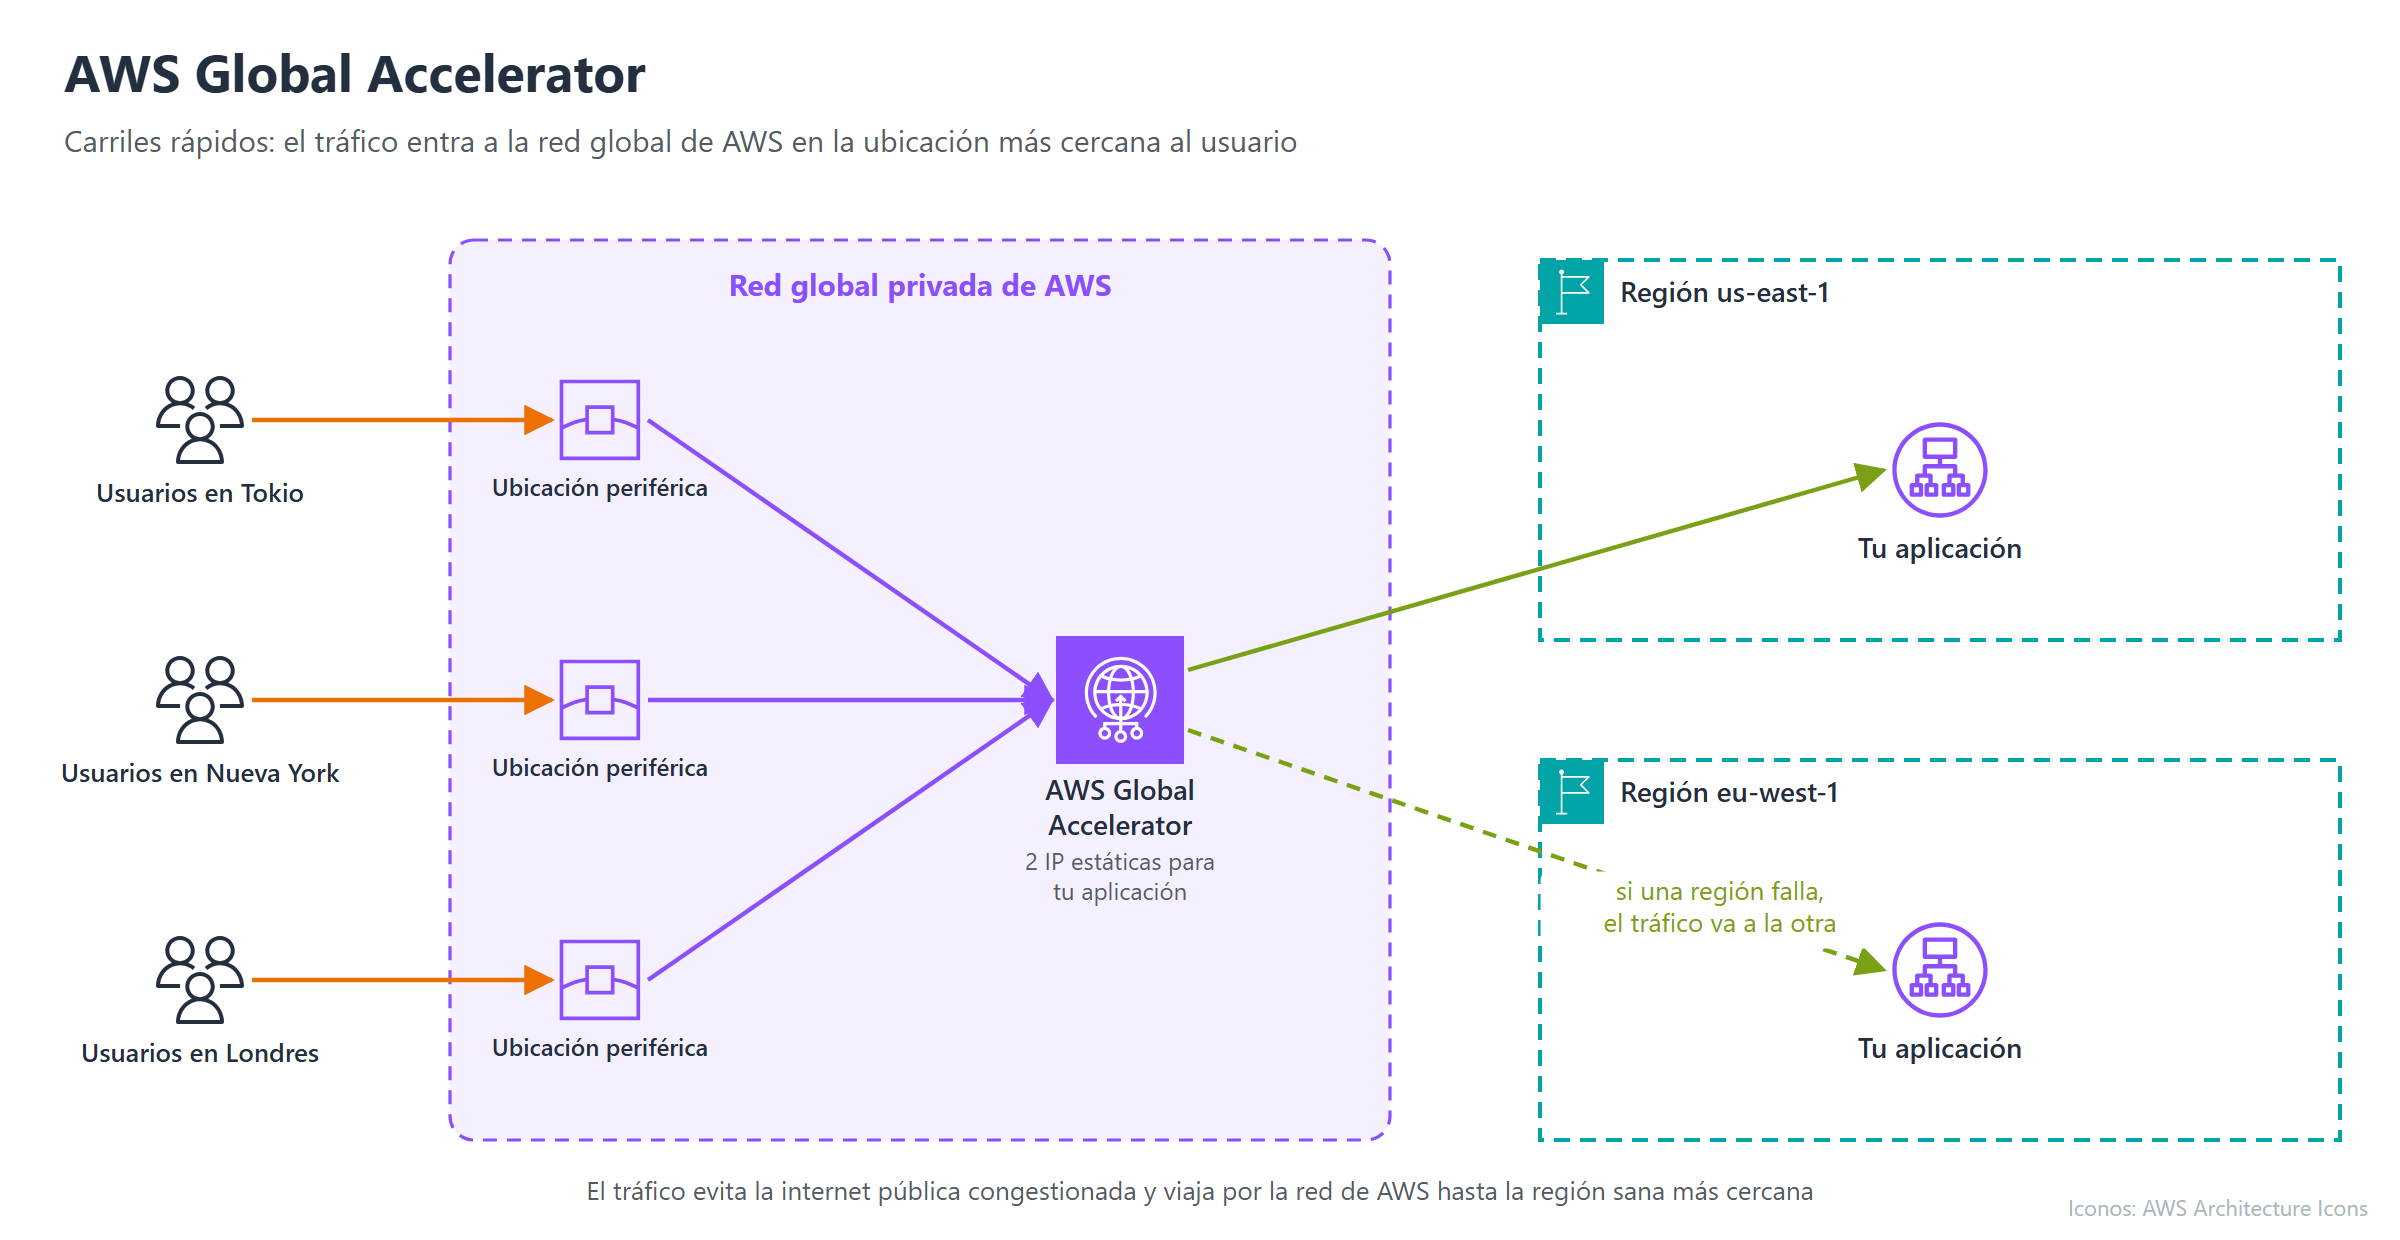 AWS Global Accelerator
Carriles rápidos: el tráfico entra a la red global de AWS en la ubicación más cercana al usuario
Red global privada de AWS
Región us-east-1
Usuarios en Tokio
Ubicación periférica
Tu aplicación
Usuarios en Nueva York
Ubicación periférica
AWS Global
Accelerator
2 IP estáticas para
tu aplicación
Región eu-west-1
si una región falla,
el tráfico va a la otra
Usuarios en Londres
Ubicación periférica
Tu aplicación
El tráfico evita la internet pública congestionada y viaja por la red de AWS hasta la región sana más cercana
Iconos: AWS Architecture Icons